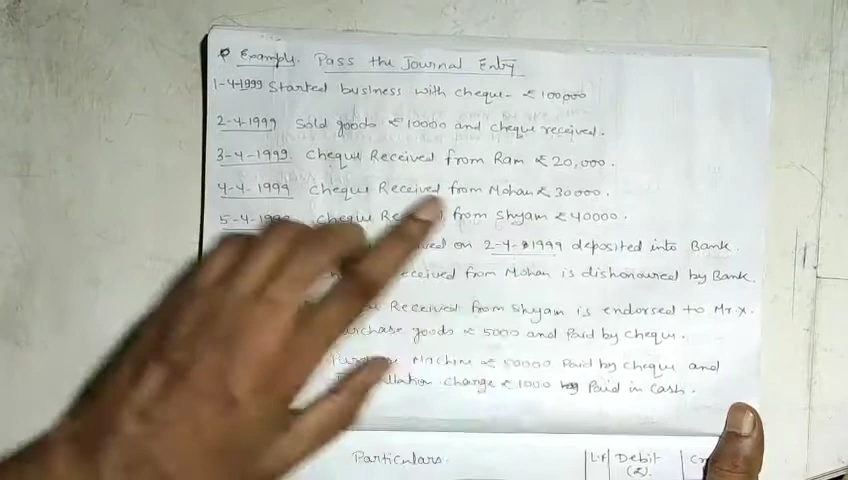 Example. Pass the Journal Entry
1-4-1999 Started business with cheque- ₹100000
2-4-1999 Sold goods ₹10000 and cheque received.
3-4-1999. Cheque Received from Ram ₹20,000.
4-4-1999 Cheque Received from Mohan ₹30000.
5-4-1999 Cheque from Shyam ₹40000.
on 2-4-1999 deposited into Bank.
Received from Mohan is dishonoured by Bank.
Received from Shyam is endorsed to Mr. X.
Purchase goods ₹5000 and Paid by cheque.
Machine Paid by cheque and
charge ₹1000 Paid in cash.
Particulars. L.F Debit
(₹).